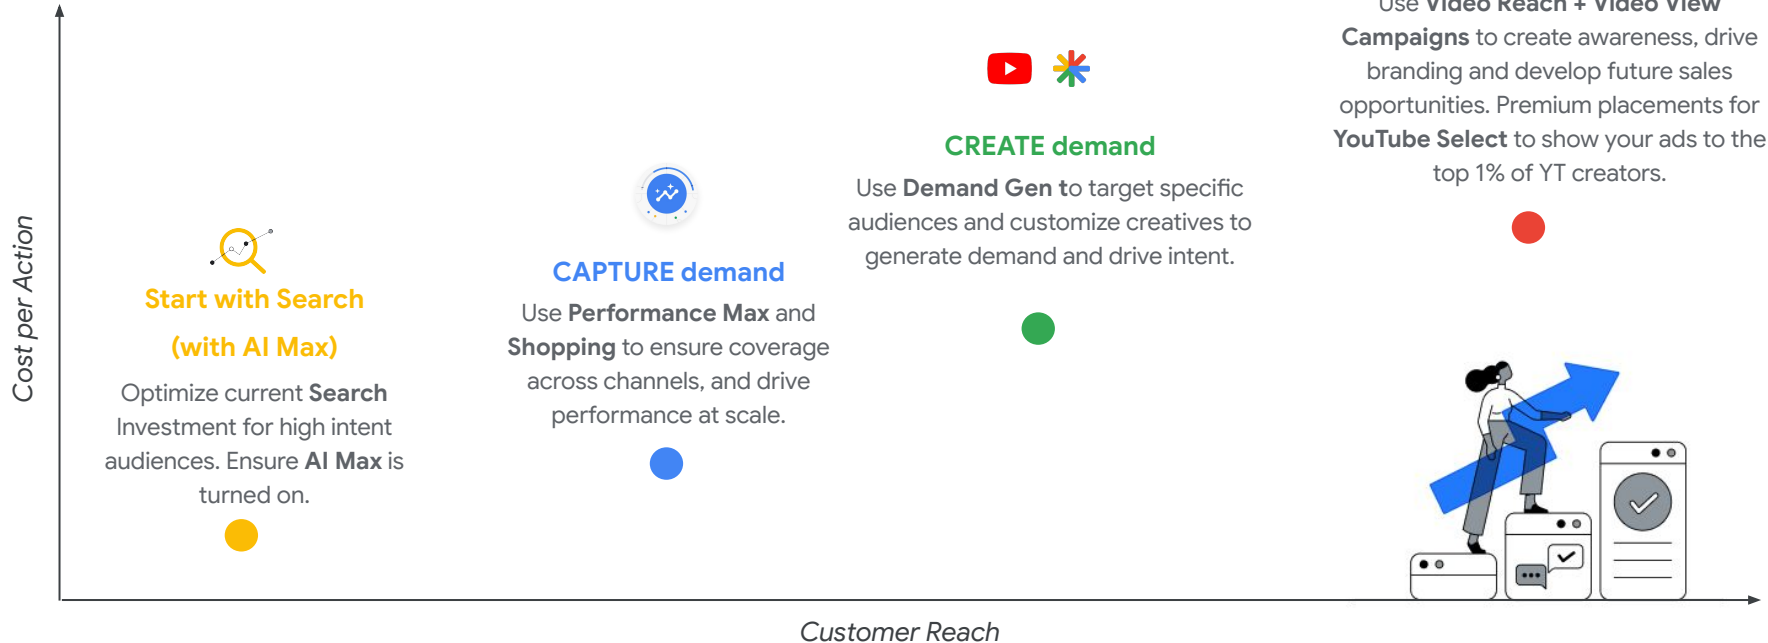 Cost per Action
Start with Search
(with AI Max)
Optimize current Search
Investment for high intent
audiences. Ensure AI Max is
turned on.
CAPTURE demand
Use Performance Max and
Shopping to ensure coverage
across channels, and drive
performance at scale.
CREATE demand
Use Demand Gen to target specific
audiences and customize creatives to
generate demand and drive intent.
Use Video Reach + Video View
Campaigns to create awareness, drive
branding and develop future sales
opportunities. Premium placements for
YouTube Select to show your ads to the
top 1% of YT creators.
Customer Reach